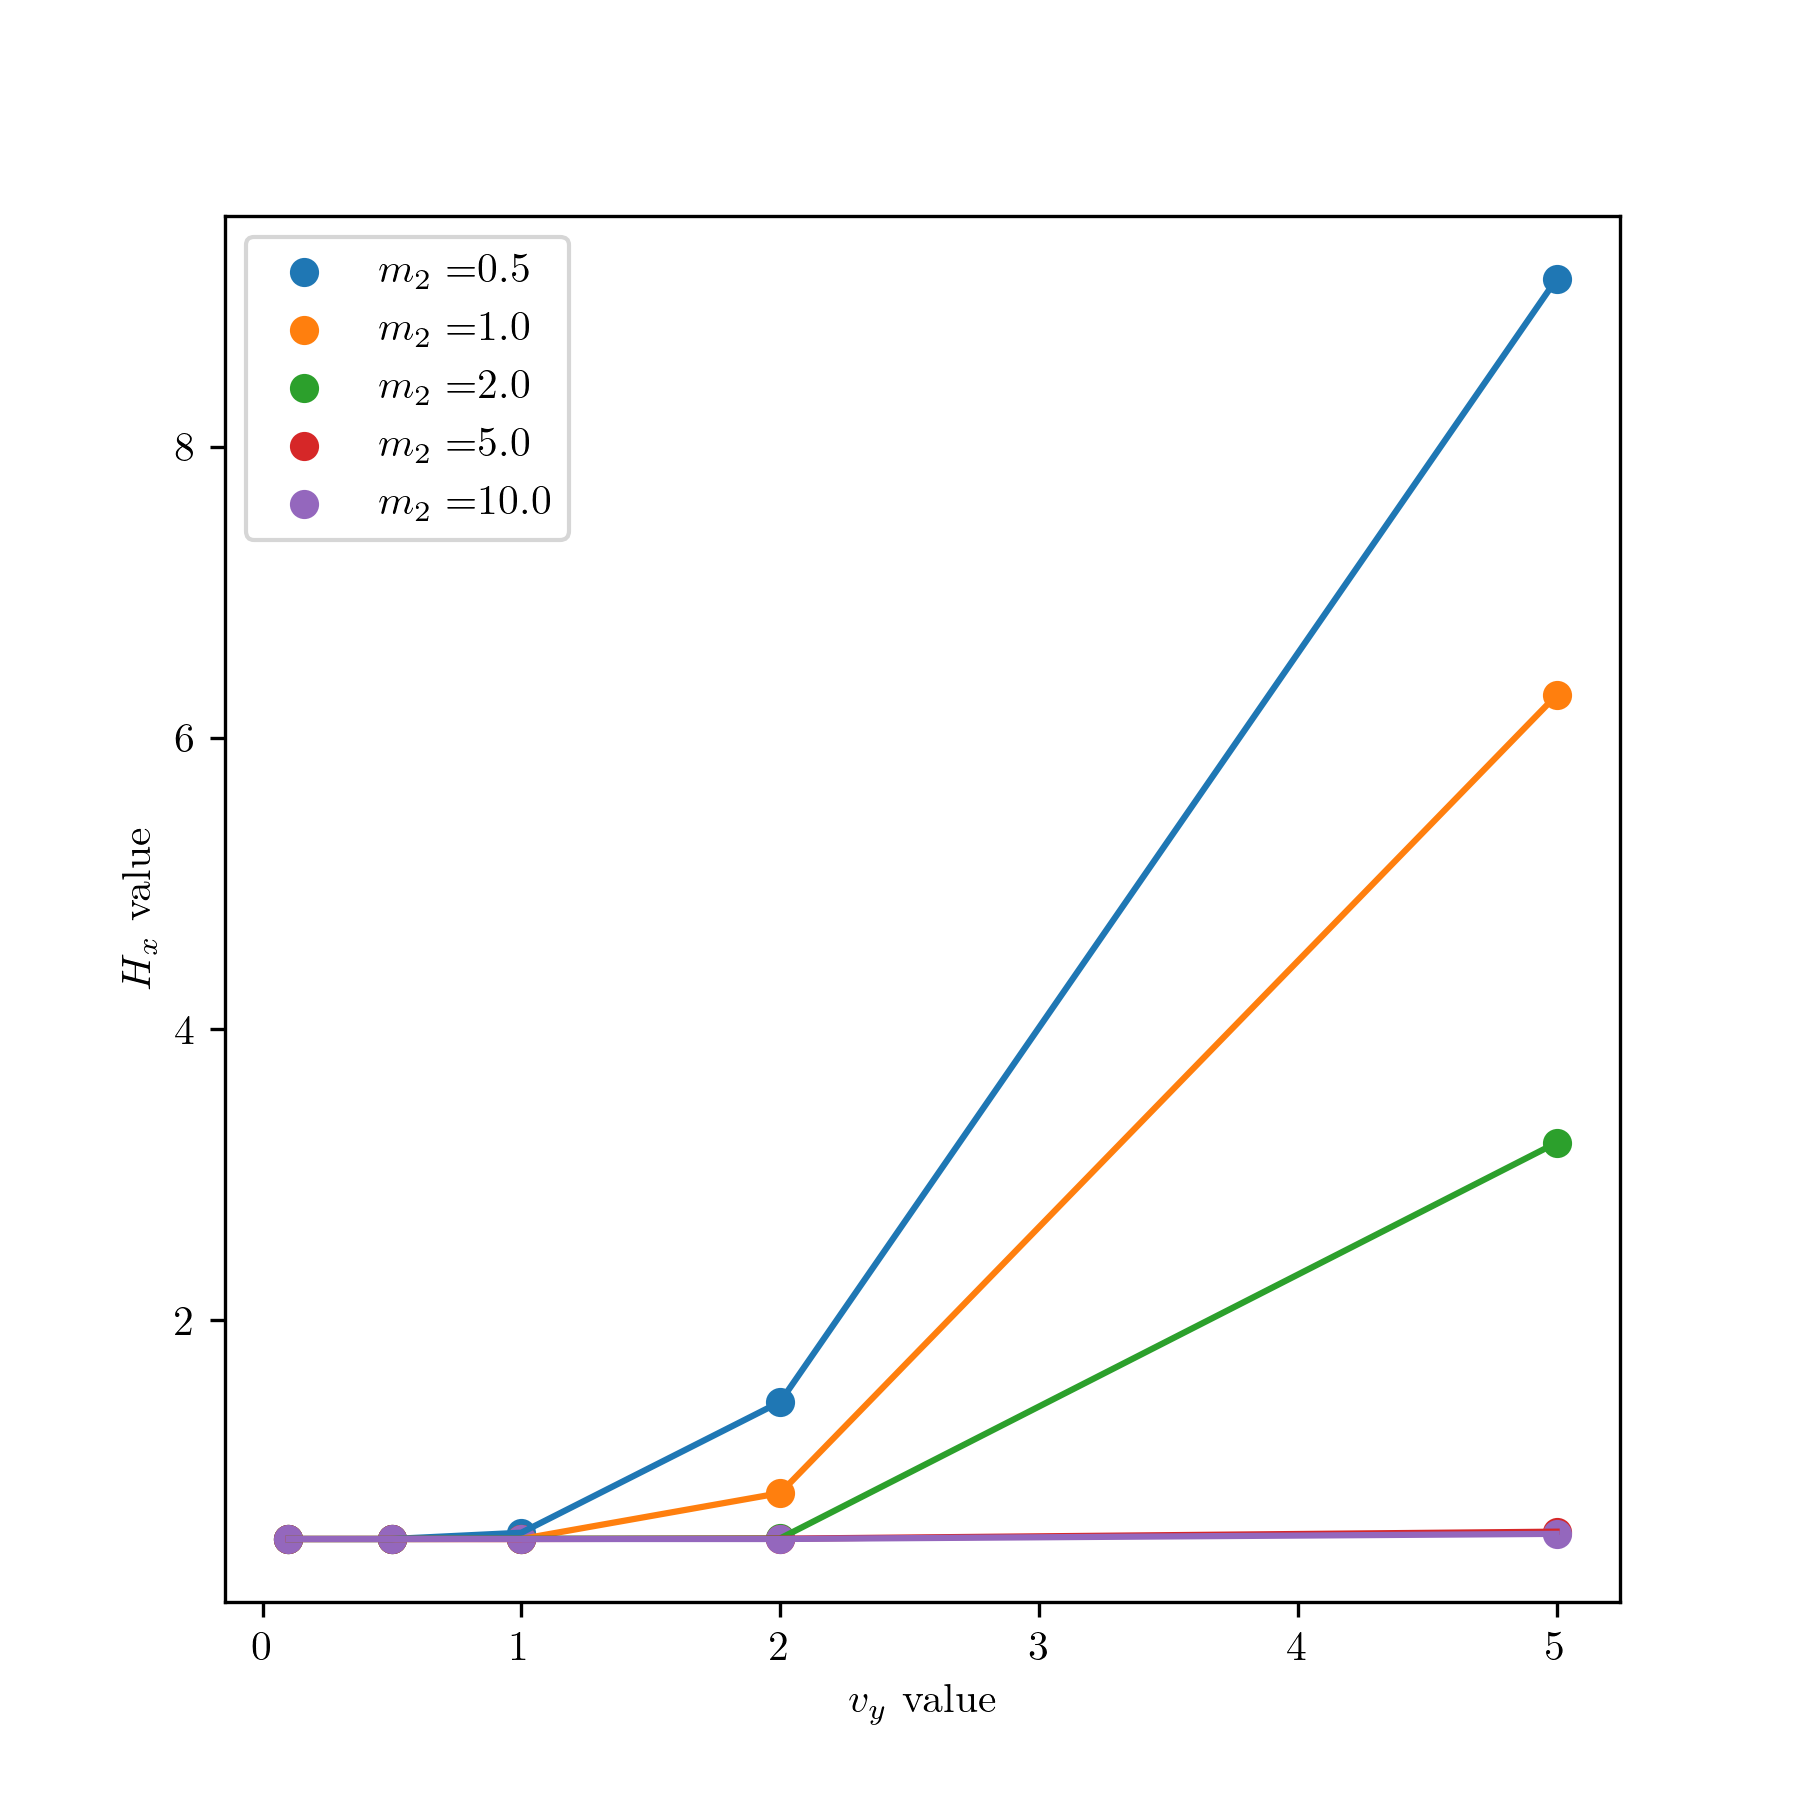 m₂ =0.5
m₂ =1.0
m₂ =2.0
m₂ =5.0
m₂ =10.0
8
6
4
2
Hₓ value
0 1 2 3 4 5
v_y value